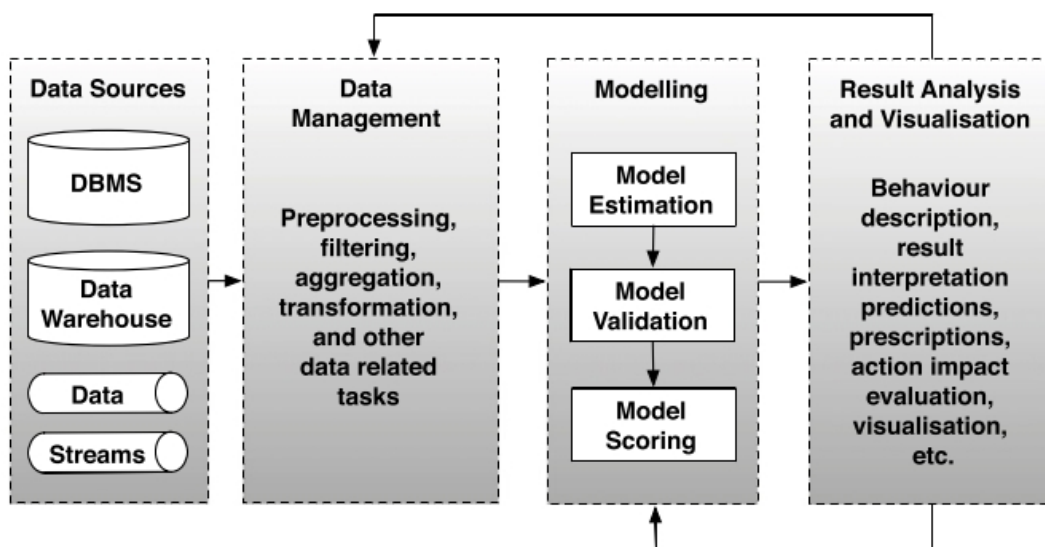 Data Sources
DBMS
Data
Warehouse
Data
Streams
Data
Management
Preprocessing,
filtering,
aggregation,
transformation,
and other
data related
tasks
Modelling
Model
Estimation
Model
Validation
Model
Scoring
Result Analysis
and Visualisation
Behaviour
description,
result
interpretation
predictions,
prescriptions,
action impact
evaluation,
visualisation,
etc.